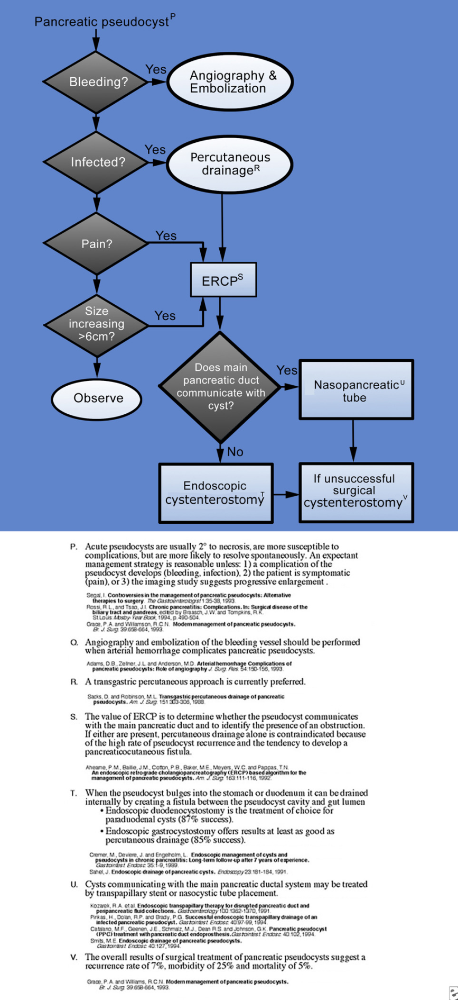 Pancreatic pseudocystP
Bleeding?
Yes
Angiography &
Embolization
Infected?
Yes
Percutaneous
drainageR
Pain?
Yes
ERCPS
Size
increasing
>6cm?
Yes
Observe
Does main
pancreatic duct
communicate with
cyst?
Yes
NasopancreaticU
tube
No
Endoscopic
cystenterostomyT
If unsuccessful
surgical
cystenterostomyV
P. Acute pseudocysts are usually 2° to necrosis, are more susceptible to
complications, but are more likely to resolve spontaneously. An expectant
management strategy is reasonable unless: 1) a complication of the
pseudocyst develops (bleeding, infection), 2) the patient is symptomatic
(pain), or 3) the imaging study suggests progressive enlargement .
Segal, I. Controversies in the management of pancreatic pseudocysts: Alternative
therapies to surgery. The Gastroenterologist 1:35-38, 1993.
Rossi, R.L., and Tsao, J.I. Chronic pancreatitis: Complications. In: Surgical disease of the
biliary tract and pandreas, edited by Braasch, J.W. and Tompkins, R.K.
St Louis: Mosby-Year Book, 1994, p. 490-504.
Grace, P.A. and Williamson, R.C.N. Modern management of pancreatic pseudocysts.
Br. J. Surg. 39:658-664, 1993.
Q. Angiography and embolization of the bleeding vessel should be performed
when arterial hemorrhage complicates pancreatic pseudocysts.
Adams, D.B., Zellner, J.L. and Anderson, M.D. Arterial hemorrhage Complications of
pancreatic pseudocysts: Role of angiography J. Surg. Res. 54:150-156, 1993.
R. A transgastric percutaneous approach is currently preferred.
Sacks, D. and Robinson, M.L. Transgastric percutaneous drainage of pancreatic
pseudocysts. Am. J. Surg. 151:303-306, 1988.
S. The value of ERCP is to determine whether the pseudocyst communicates
with the main pancreatic duct and to identify the presence of an obstruction.
If either are present, percutaneous drainage alone is contraindicated because
of the high rate of pseudocyst recurrence and the tendency to develop a
pancreaticocutaneous fistula.
Ahearne, P.M., Baillie, J.M., Cotton, P.B., Baker, M.E., Meyers, W.C. and Pappas, T.N.
An endoscopic retrograde cholangiopancreatography (ERCP) based algorithm for the
management of pancreatic pseudocysts. Am. J. Surg. 163:111-116, 1992.
T. When the pseudocyst bulges into the stomach or duodenum it can be drained
internally by creating a fistula between the pseudocyst cavity and gut lumen
• Endoscopic duodenocystostomy is the treatment of choice for
paraduodenal cysts (87% success).
• Endoscopic gastrocystostomy offers results at least as good as
percutaneous drainage (85% success).
Cremer, M., Deviere, J. and Engelholm, L. Endoscopic management of cysts and
pseudocysts in chronic pancreatitis: Long-term follow-up after 7 years of experience.
Gastointest Endosc. 35:1-9, 1989.
Sahel, J. Endoscopic drainage of pancreatic cysts. Endoscopy 23:181-184, 1991.
U. Cysts communicating with the main pancreatic ductal system may be treated
by transpapillary stent or nasocystic tube placement.
Kozarek, R.A. et al. Endoscopic transpapillary therapy for disrupted pancreatic duct and
peripancreatic fluid collections. Gastroenterology 100:1362-1370, 1991.
Pinkas, H., Dolan, R.P. and Brady, P.G. Successful endoscopic transpapillary drainage of an
infected pancreatic pseudocyst. Gastointest Endosc. 40:97-99, 1994.
Catalano, M.F., Geenen, J.E., Schmalz, M.J., Dean R.S. and Johnson, G.K. Pancreatic pseudocyst
(PPC) treatment with pancreatic duct endoprosthesis. Gastointest Endosc. 40:102, 1994.
Smits, M.E. Endoscopic drainage of pancreatic pseudocysts.
Gastointest Endosc. 40:127, 1994.
V. The overall results of surgical treatment of pancreatic pseudocysts suggest a
recurrence rate of 7%, morbidity of 25% and mortality of 5%.
Grace, P.A. and Williams, R.C.N. Modern management of pancreatic pseudocysts.
Br. J. Surg. 39:658-664, 1993.